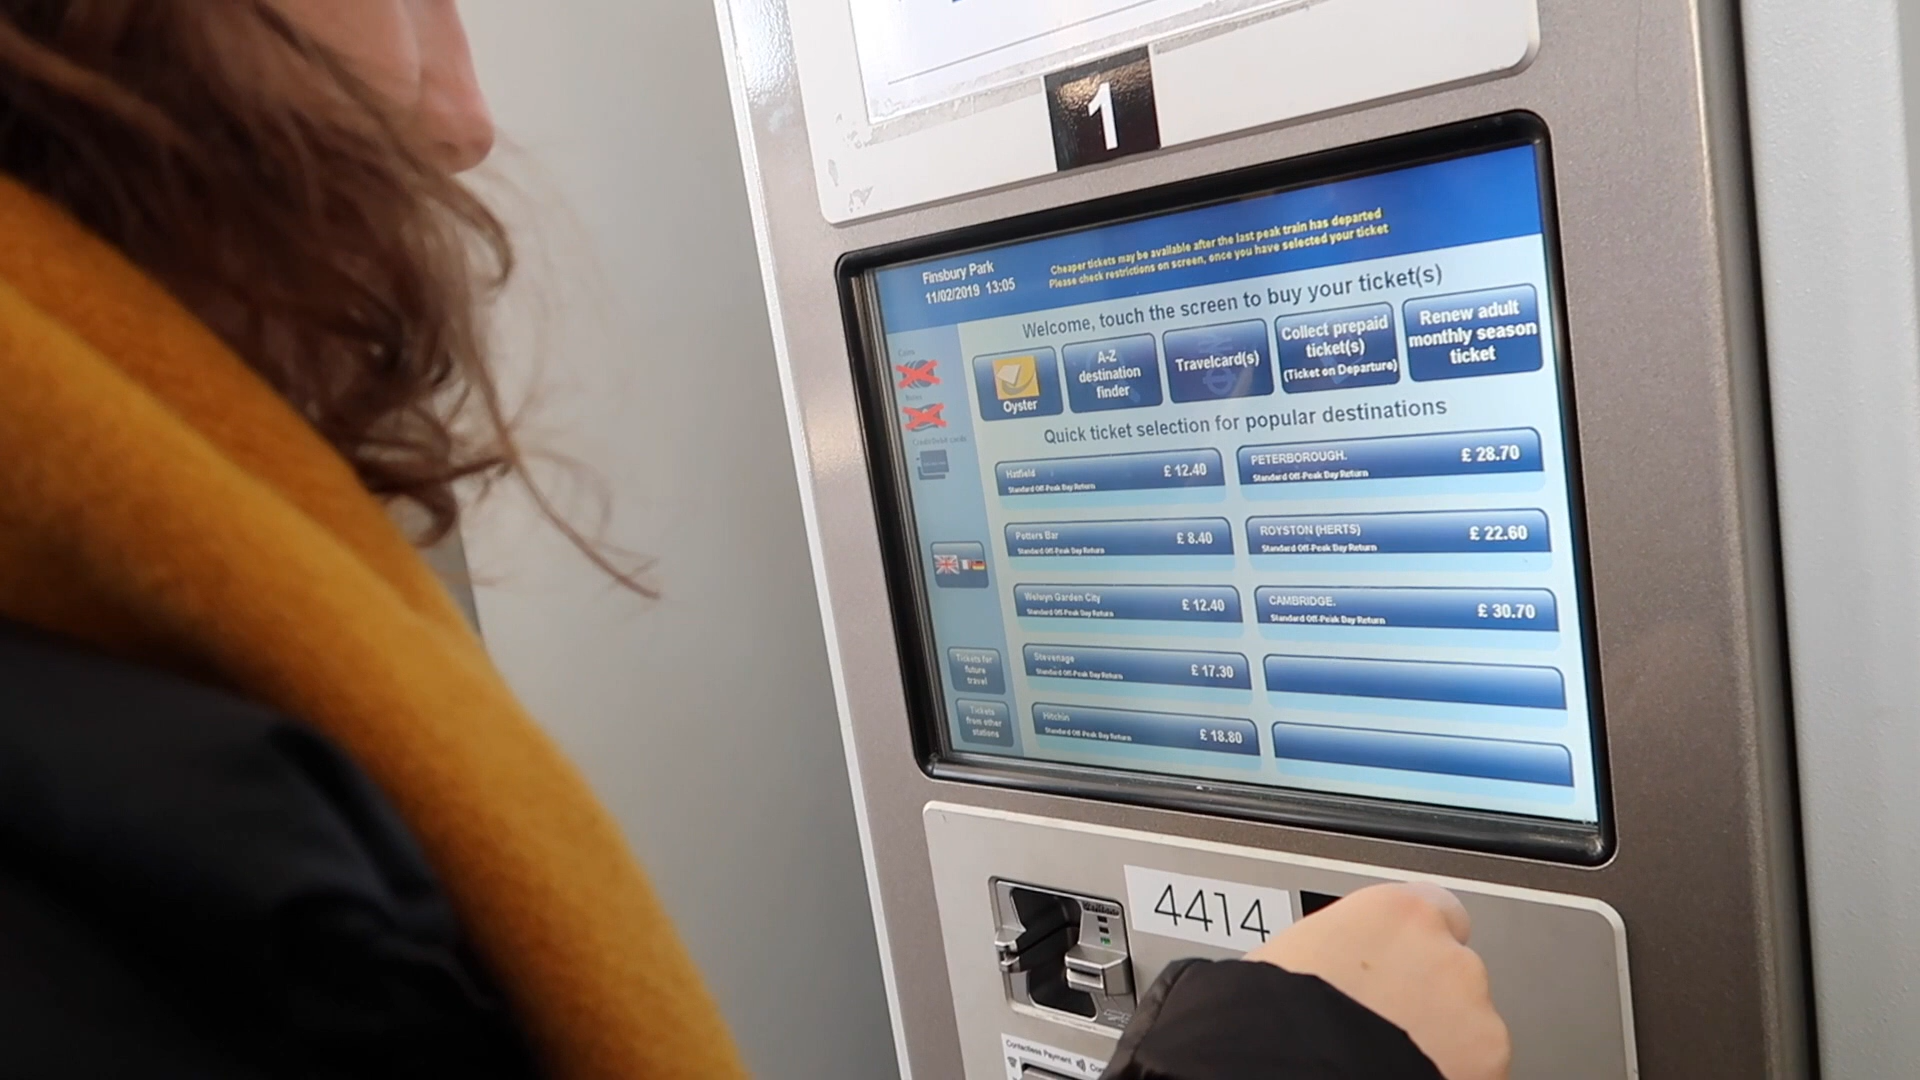 1
Finsbury Park
11/02/2019 13:05
Cheaper tickets may be available after the last peak train has departed
Please check restrictions on screen, once you have selected your ticket
Welcome, touch the screen to buy your ticket(s)
Oyster
A-Z
destination
finder
Travelcard(s)
Collect prepaid
ticket(s)
(Ticket on Departure)
Renew adult
monthly season
ticket
Coins
Notes
Credit/Debit cards
Quick ticket selection for popular destinations
Hatfield £ 12.40
Standard Off-Peak Day Return
PETERBOROUGH. £ 28.70
Standard Off-Peak Day Return
Potters Bar £ 8.40
Standard Off-Peak Day Return
ROYSTON (HERTS) £ 22.60
Standard Off-Peak Day Return
Welwyn Garden City £ 12.40
Standard Off-Peak Day Return
CAMBRIDGE. £ 30.70
Standard Off-Peak Day Return
Stevenage £ 17.30
Standard Off-Peak Day Return
Hitchin £ 18.80
Standard Off-Peak Day Return
Tickets for
future
travel
Tickets
from other
stations
4414
Contactless Payment